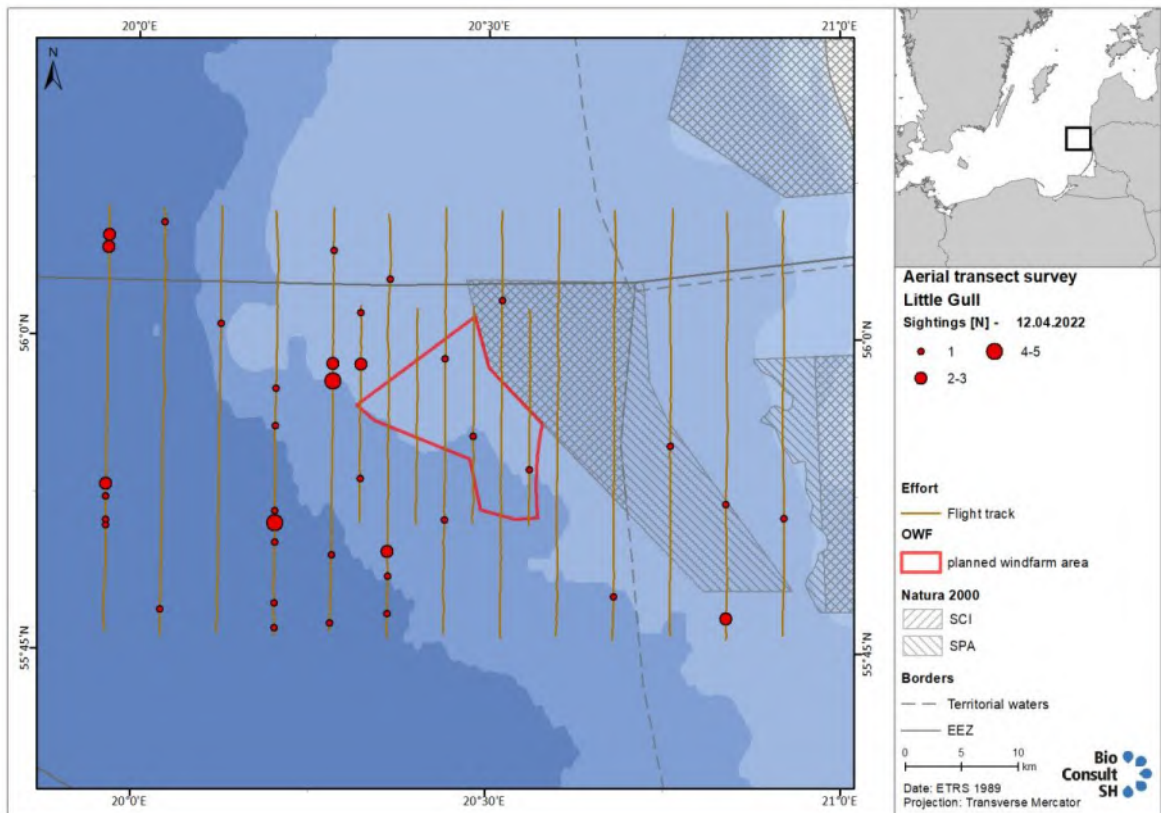 20°0'E
20°30'E
21°0'E
N
56°0'N
56°0'N
55°45'N
55°45'N
20°0'E
20°30'E
21°0'E
Aerial transect survey
Little Gull
Sightings [N] - 12.04.2022
1
4-5
2-3
Effort
Flight track
OWF
planned windfarm area
Natura 2000
SCI
SPA
Borders
Territorial waters
EEZ
0 5 10
km
Date: ETRS 1989
Projection: Transverse Mercator
Bio
Consult
SH